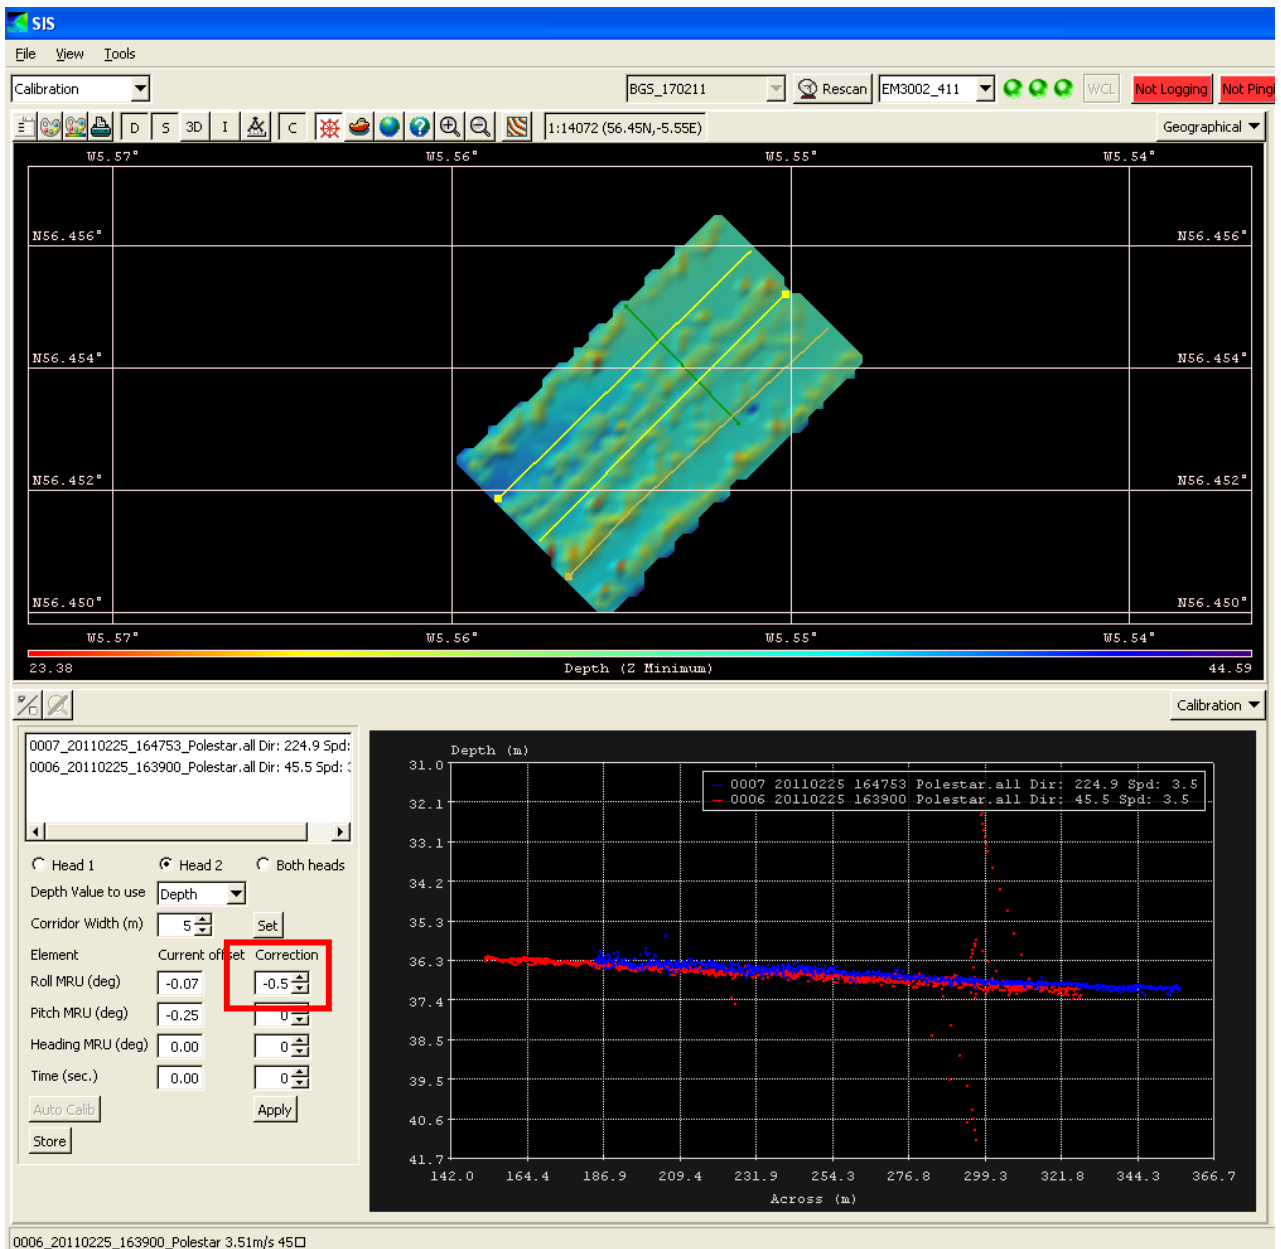 SIS
File View Tools
Calibration BGS_170211 Rescan EM3002_411 WCL Not Logging Not Pingi
D S 3D I C 1:14072 (56.45N,-5.55E) Geographical
W5.57° W5.56° W5.55° W5.54°
N56.456° N56.456°
N56.454° N56.454°
N56.452° N56.452°
N56.450° N56.450°
W5.57° W5.56° W5.55° W5.54°
23.38 Depth (Z Minimum) 44.59
Calibration
0007_20110225_164753_Polestar.all Dir: 224.9 Spd:
0006_20110225_163900_Polestar.all Dir: 45.5 Spd: 3
Head 1 Head 2 Both heads
Depth Value to use Depth
Corridor Width (m) 5 Set
Element Current offset Correction
Roll MRU (deg) -0.07 -0.5
Pitch MRU (deg) -0.25 0
Heading MRU (deg) 0.00 0
Time (sec.) 0.00 0
Auto Calib Apply
Store
Depth (m)
0007 20110225 164753 Polestar.all Dir: 224.9 Spd: 3.5
0006 20110225 163900 Polestar.all Dir: 45.5 Spd: 3.5
31.0
32.1
33.1
34.2
35.3
36.3
37.4
38.5
39.5
40.6
41.7
142.0 164.4 186.9 209.4 231.9 254.3 276.8 299.3 321.8 344.3 366.7
Across (m)
0006_20110225_163900_Polestar 3.51m/s 45□